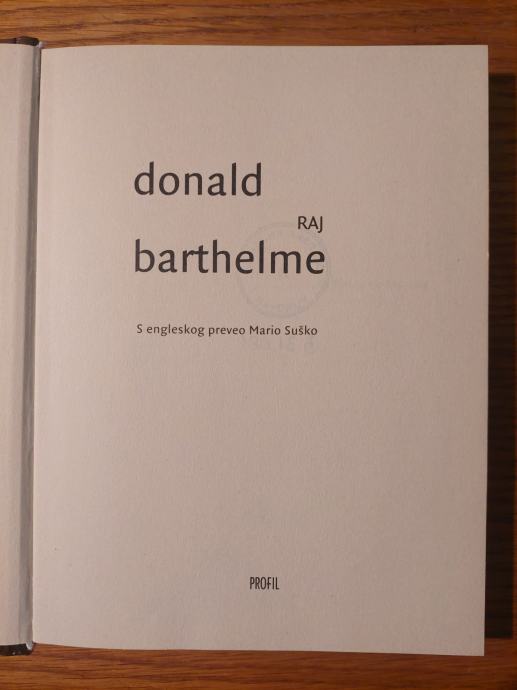 donald
RAJ
barthelme
S engleskog preveo Mario Suško
PROFIL